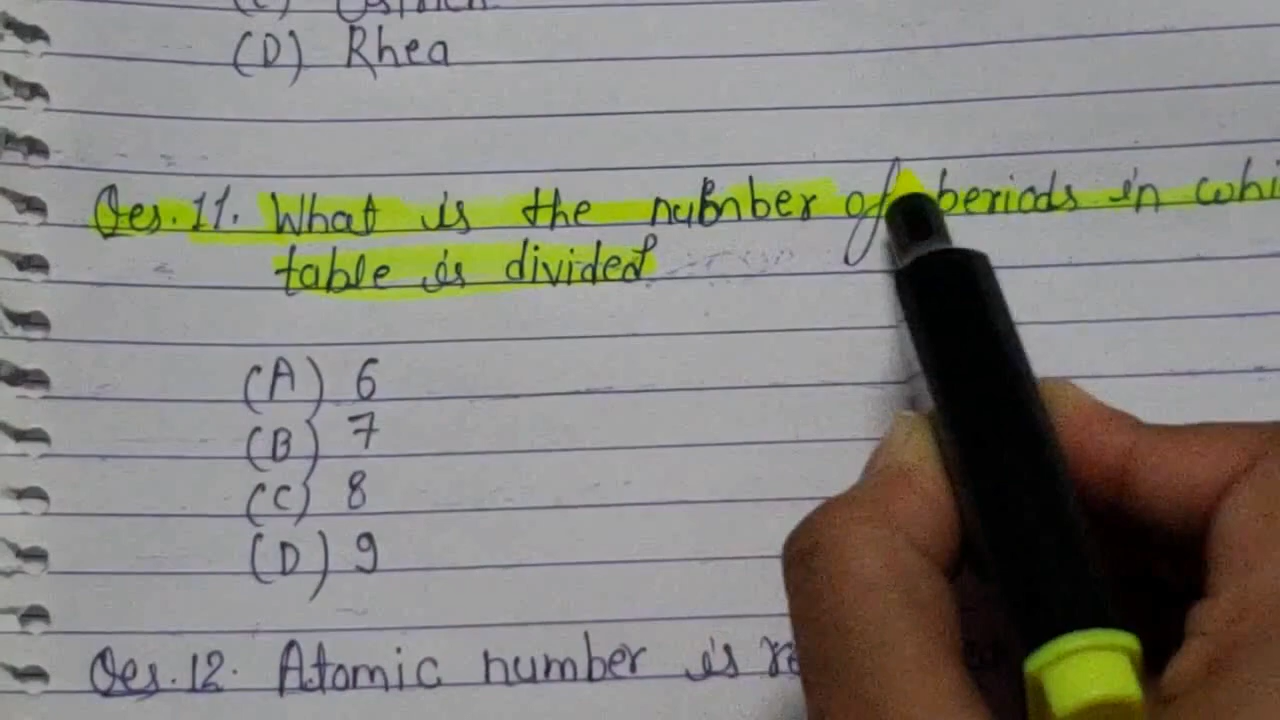 (D) Rhea
Qes. 11. What is the number of periods in whi
table is divided
(A) 6
(B) 7
(C) 8
(D) 9
Qes. 12. Atomic number is